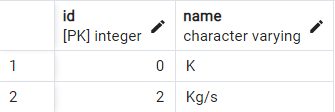 id name
[PK] integer character varying
1 0 K
2 2 Kg/s